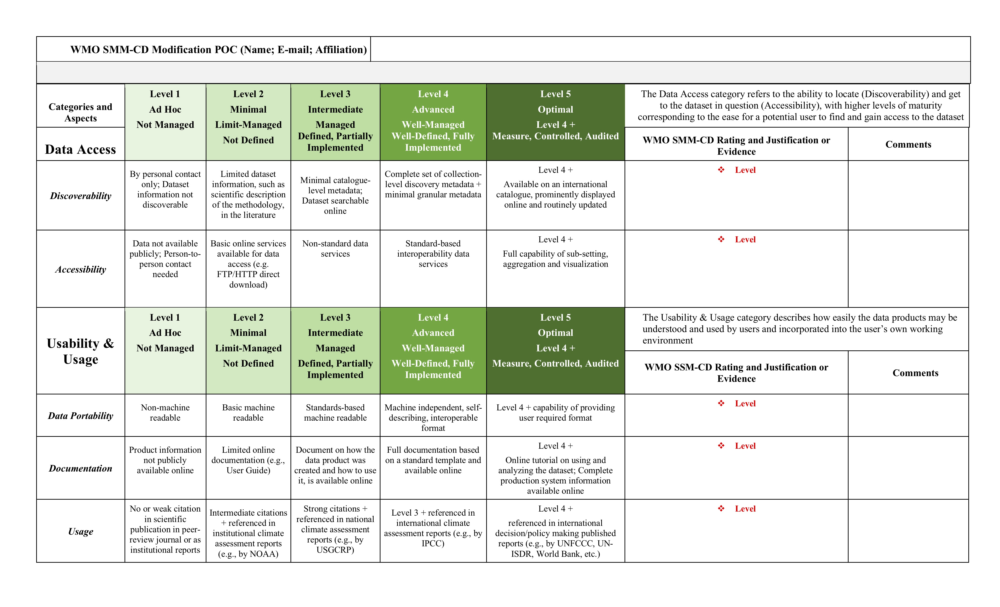 WMO SMM-CD Modification POC (Name; E-mail; Affiliation)
Categories and
Aspects
Data Access
Level 1
Ad Hoc
Not Managed
Level 2
Minimal
Limit-Managed
Not Defined
Level 3
Intermediate
Managed
Defined, Partially
Implemented
Level 4
Advanced
Well-Managed
Well-Defined, Fully
Implemented
Level 5
Optimal
Level 4 +
Measure, Controlled, Audited
The Data Access category refers to the ability to locate (Discoverability) and get
to the dataset in question (Accessibility), with higher levels of maturity
corresponding to the ease for a potential user to find and gain access to the dataset
WMO SMM-CD Rating and Justification or
Evidence
Comments
Discoverability
By personal contact
only; Dataset
information not
discoverable
Limited dataset
information, such as
scientific description
of the methodology,
in the literature
Minimal catalogue-
level metadata;
Dataset searchable
online
Complete set of collection-
level discovery metadata +
minimal granular metadata
Level 4 +
Available on an international
catalogue, prominently displayed
online and routinely updated
❖ Level
Accessibility
Data not available
publicly; Person-to-
person contact
needed
Basic online services
available for data
access (e.g.
FTP/HTTP direct
download)
Non-standard data
services
Standard-based
interoperability data
services
Level 4 +
Full capability of sub-setting,
aggregation and visualization
❖ Level
Usability &
Usage
Level 1
Ad Hoc
Not Managed
Level 2
Minimal
Limit-Managed
Not Defined
Level 3
Intermediate
Managed
Defined, Partially
Implemented
Level 4
Advanced
Well-Managed
Well-Defined, Fully
Implemented
Level 5
Optimal
Level 4 +
Measure, Controlled, Audited
The Usability & Usage category describes how easily the data products may be
understood and used by users and incorporated into the user’s own working
environment
WMO SSM-CD Rating and Justification or
Evidence
Comments
Data Portability
Non-machine
readable
Basic machine
readable
Standards-based
machine readable
Machine independent, self-
describing, interoperable
format
Level 4 + capability of providing
user required format
❖ Level
Documentation
Product information
not publicly
available online
Limited online
documentation (e.g.,
User Guide)
Document on how the
data product was
created and how to use
it, is available online
Full documentation based
on a standard template and
available online
Level 4 +
Online tutorial on using and
analyzing the dataset; Complete
production system information
available online
❖ Level
Usage
No or weak citation
in scientific
publication in peer-
review journal or as
institutional reports
Intermediate citations
+ referenced in
institutional climate
assessment reports
(e.g., by NOAA)
Strong citations +
referenced in national
climate assessment
reports (e.g., by
USGCRP)
Level 3 + referenced in
international climate
assessment reports (e.g., by
IPCC)
Level 4 +
referenced in international
decision/policy making published
reports (e.g., by UNFCCC, UN-
ISDR, World Bank, etc.)
❖ Level